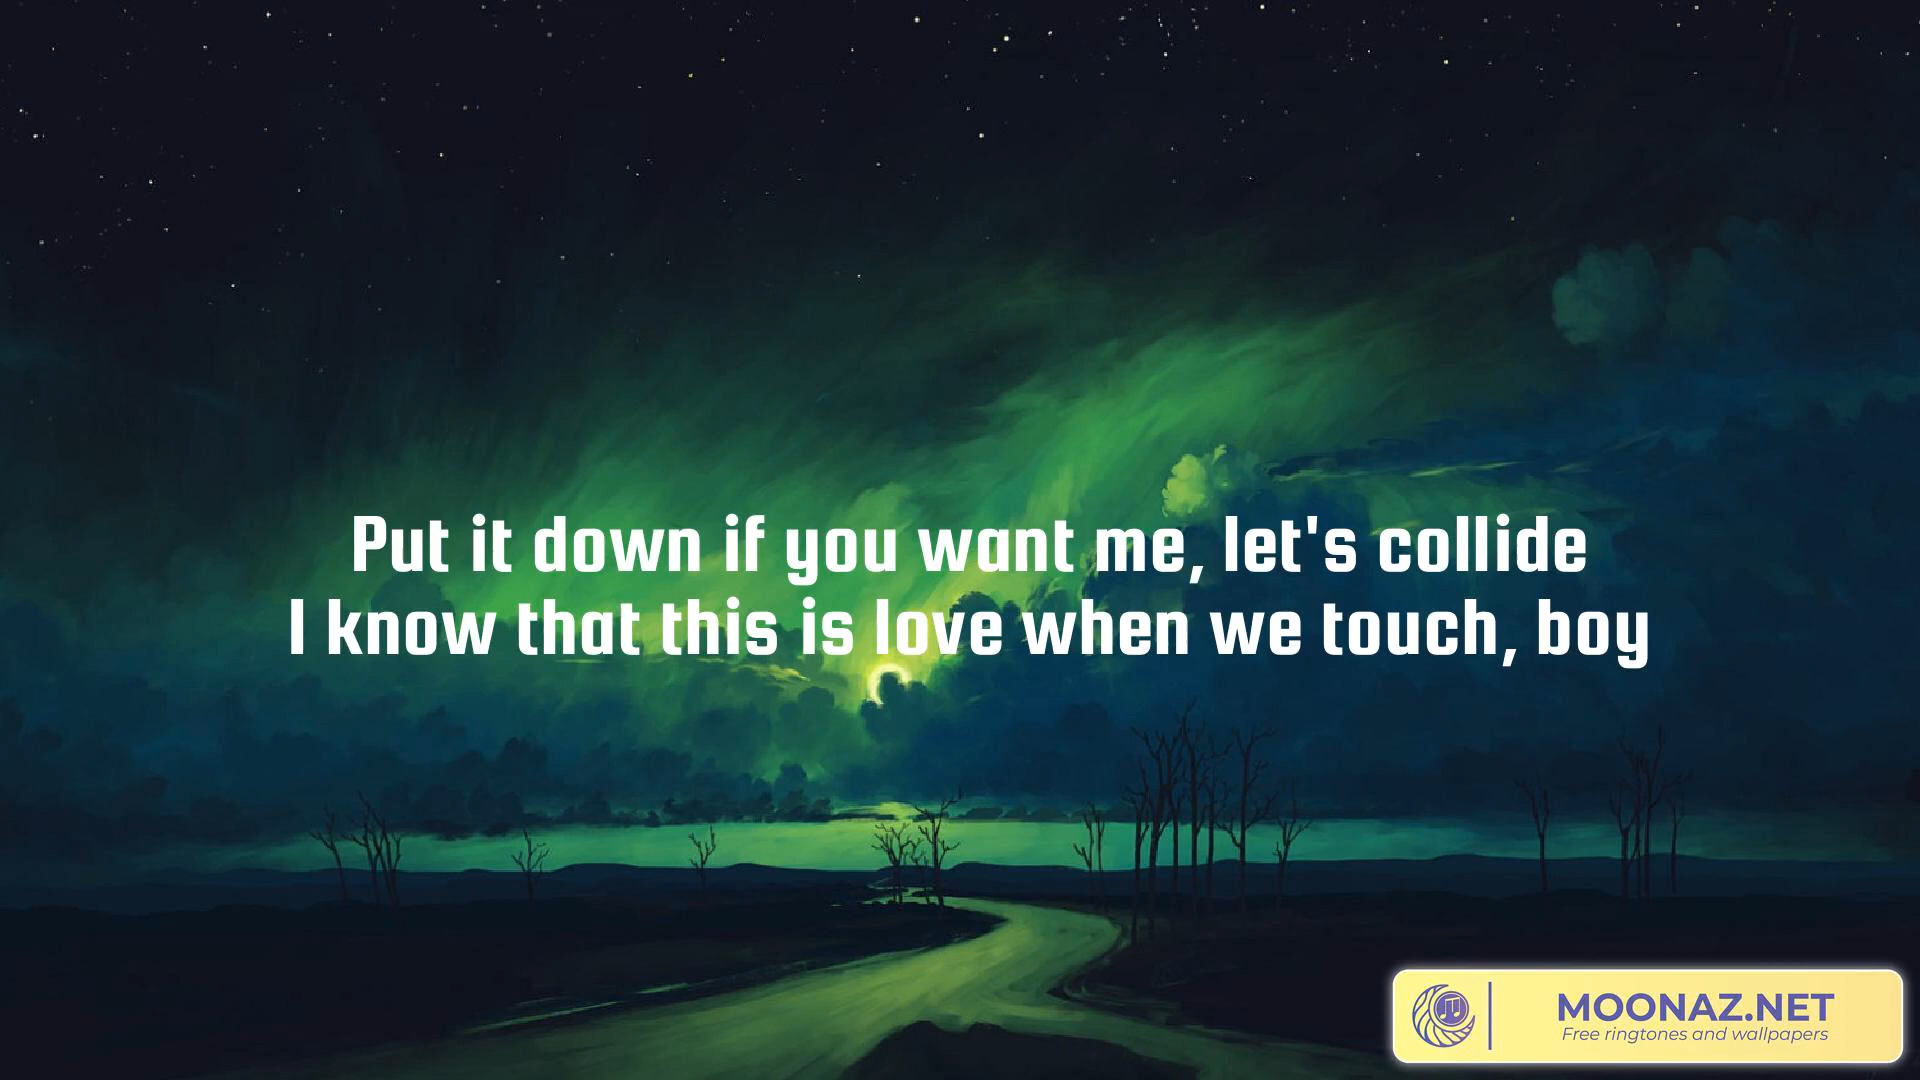 Put it down if you want me, let's collide
I know that this is love when we touch, boy
MOONAZ.NET
Free ringtones and wallpapers